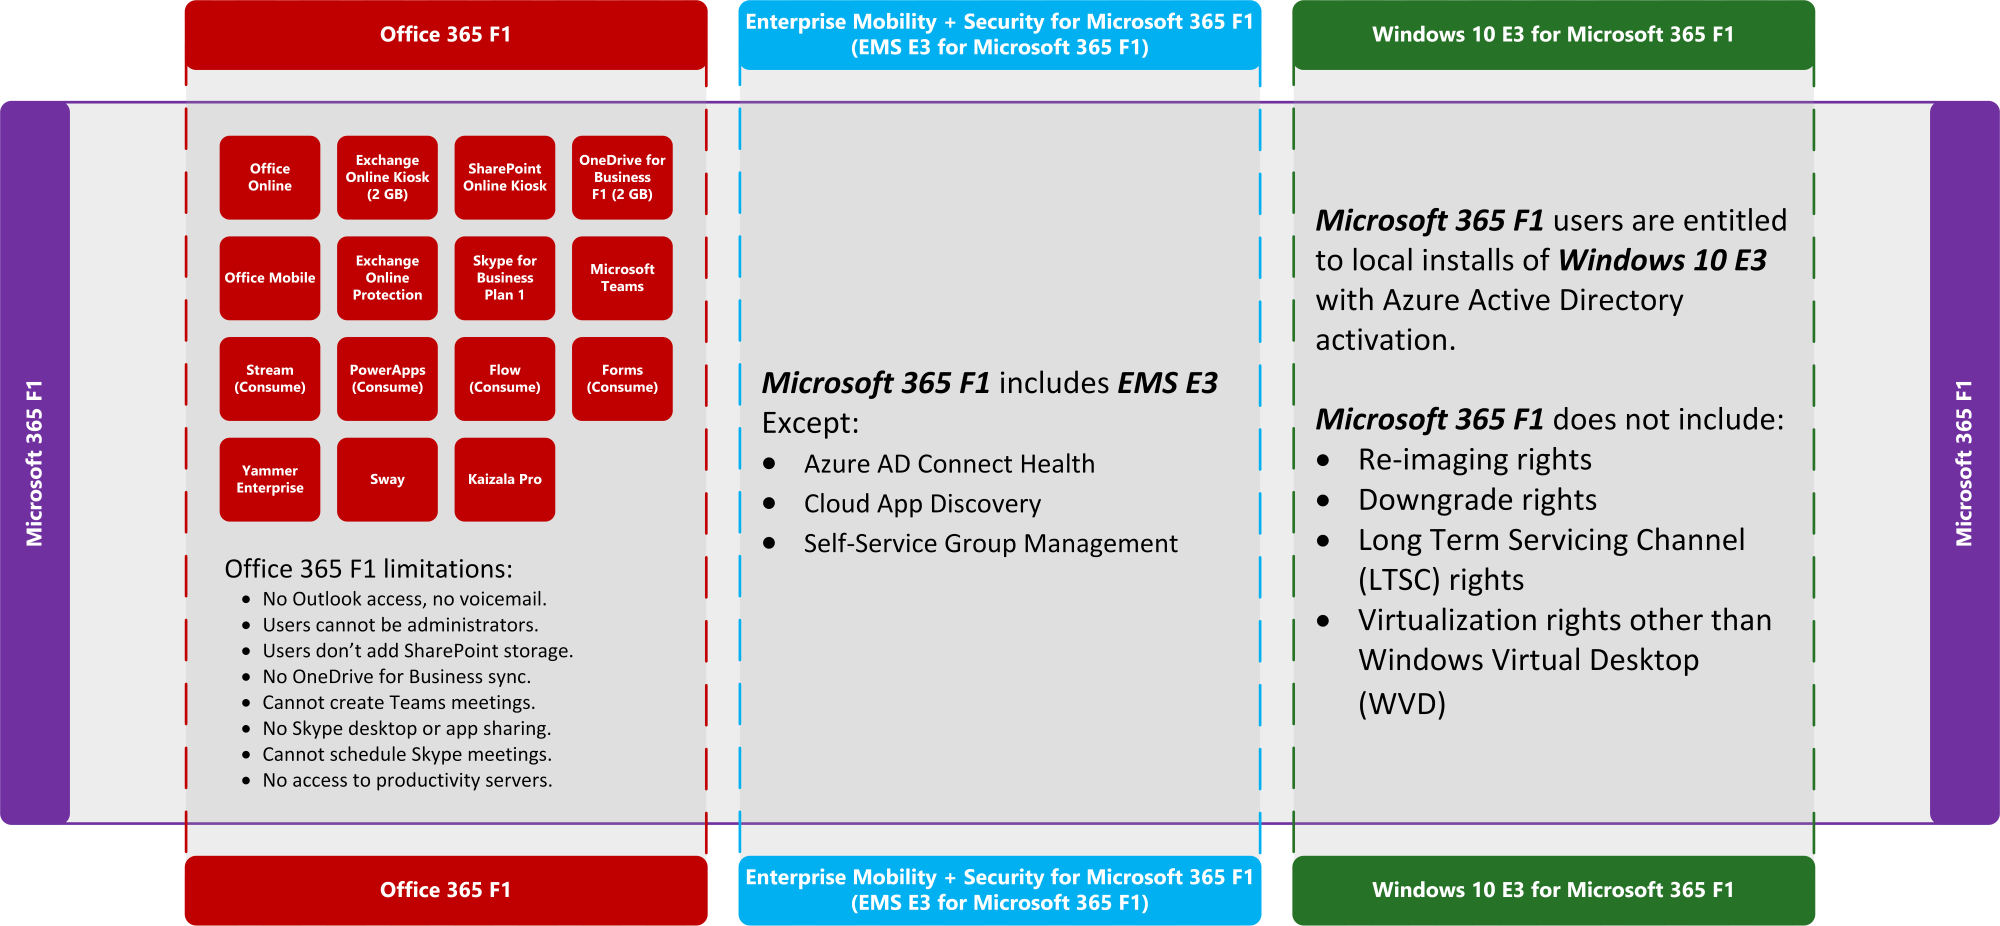 Office 365 F1
Enterprise Mobility + Security for Microsoft 365 F1
(EMS E3 for Microsoft 365 F1)
Windows 10 E3 for Microsoft 365 F1
Microsoft 365 F1
Office
Online
Exchange
Online Kiosk
(2 GB)
SharePoint
Online Kiosk
OneDrive for
Business
F1 (2 GB)
Office Mobile
Exchange
Online
Protection
Skype for
Business
Plan 1
Microsoft
Teams
Stream
(Consume)
PowerApps
(Consume)
Flow
(Consume)
Forms
(Consume)
Yammer
Enterprise
Sway
Kaizala Pro
Office 365 F1 limitations:
• No Outlook access, no voicemail.
• Users cannot be administrators.
• Users don’t add SharePoint storage.
• No OneDrive for Business sync.
• Cannot create Teams meetings.
• No Skype desktop or app sharing.
• Cannot schedule Skype meetings.
• No access to productivity servers.
Microsoft 365 F1 includes EMS E3
Except:
• Azure AD Connect Health
• Cloud App Discovery
• Self-Service Group Management
Microsoft 365 F1 users are entitled
to local installs of Windows 10 E3
with Azure Active Directory
activation.
Microsoft 365 F1 does not include:
• Re-imaging rights
• Downgrade rights
• Long Term Servicing Channel
(LTSC) rights
• Virtualization rights other than
Windows Virtual Desktop
(WVD)
Microsoft 365 F1
Office 365 F1
Enterprise Mobility + Security for Microsoft 365 F1
(EMS E3 for Microsoft 365 F1)
Windows 10 E3 for Microsoft 365 F1